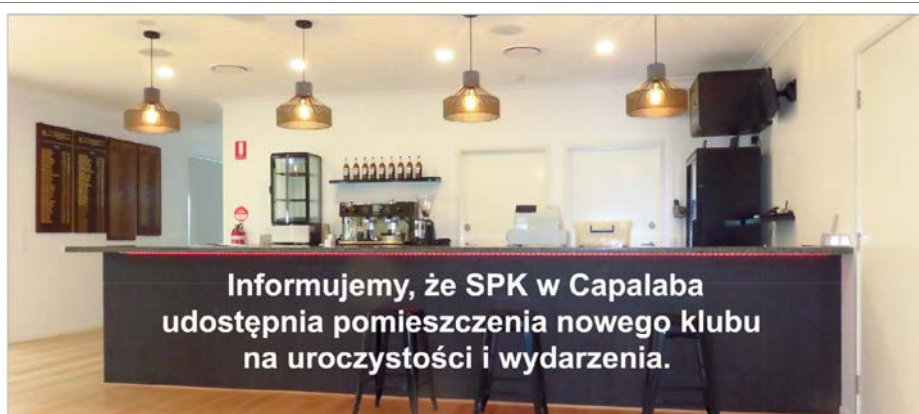 Informujemy, że SPK w Capalaba
udostępnia pomieszczenia nowego klubu
na uroczystości i wydarzenia.